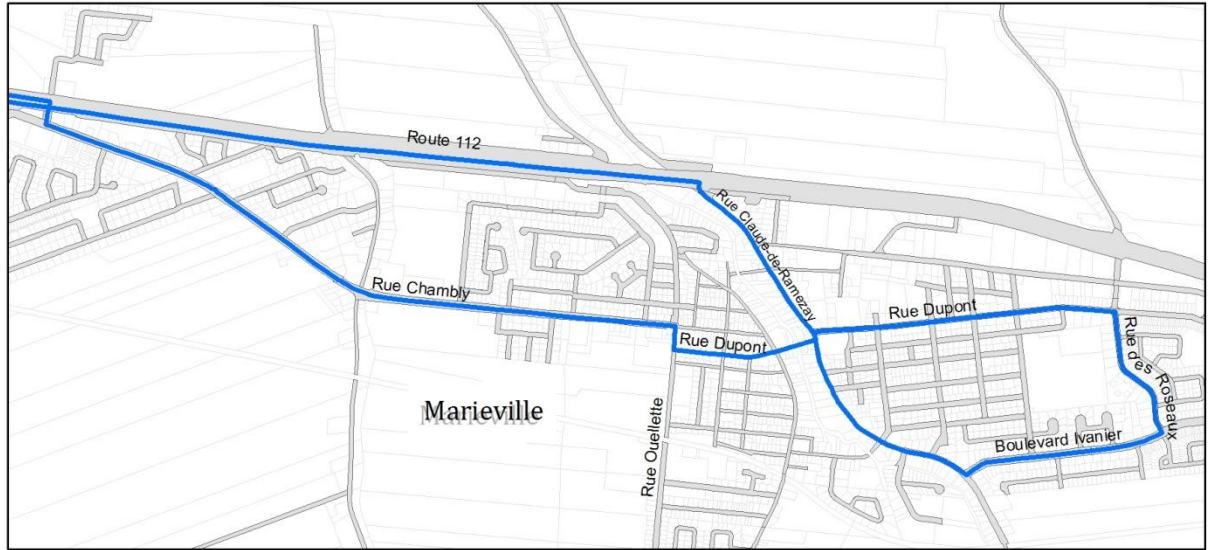 Route 112
Rue Claude-de-Ramezay
Rue Chambly
Rue Dupont
Rue Dupont
Rue des Roseaux
Marieville
Boulevard Ivanier
Rue Ouellette